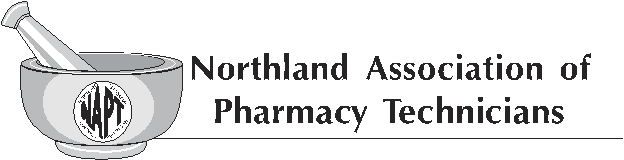 NAPT
Northland Association of
Pharmacy Technicians